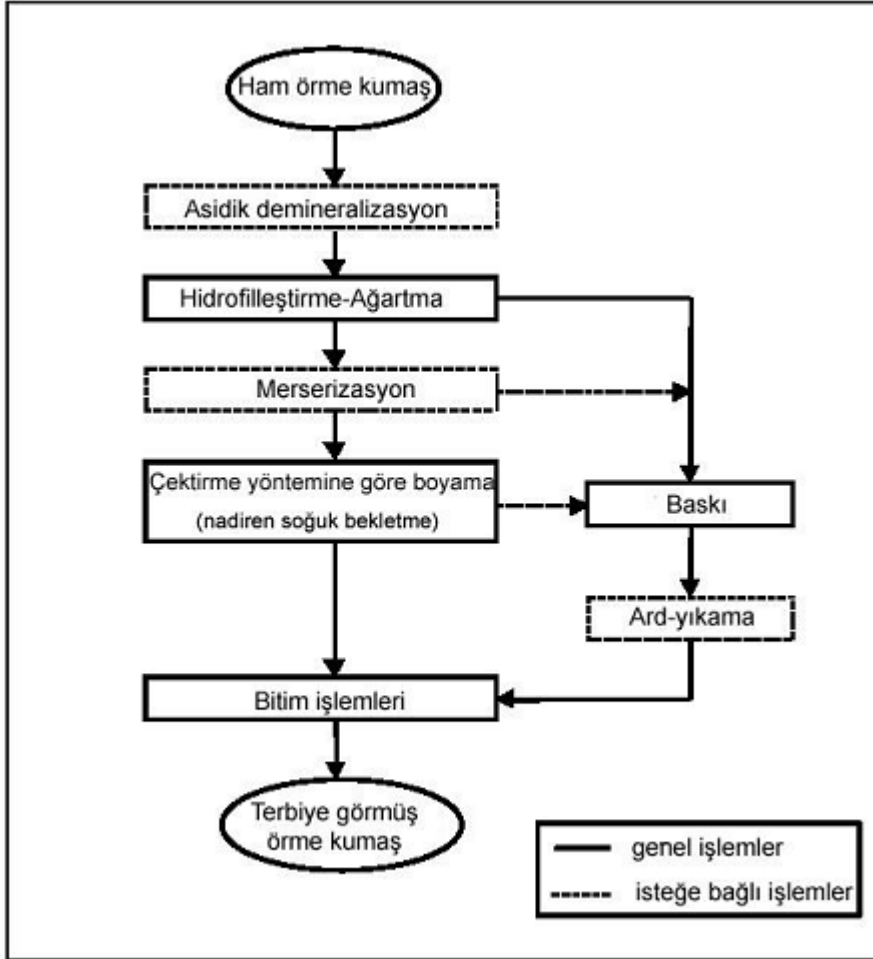 Ham örme kumaş
Asidik demineralizasyon
Hidrofilleştirme-Ağartma
Merserizasyon
Çektirme yöntemine göre boyama
(nadiren soğuk bekletme)
Baskı
Ard-yıkama
Bitim işlemleri
Terbiye görmüş
örme kumaş
genel işlemler
isteğe bağlı işlemler